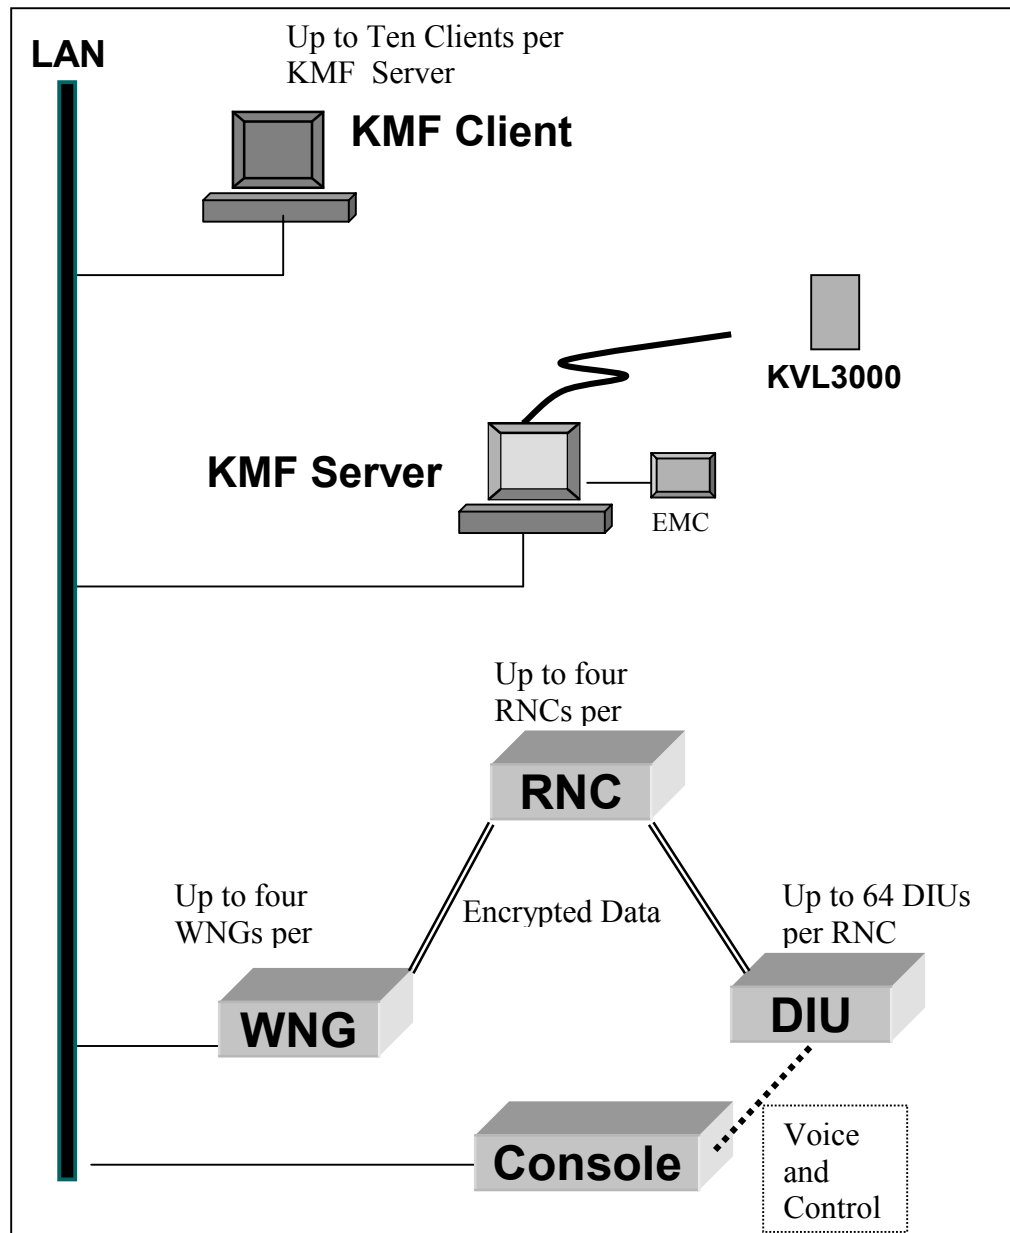 LAN
Up to Ten Clients per
KMF Server
KMF Client
KVL3000
KMF Server
EMC
Up to four
RNCs per
RNC
Up to four
WNGs per
Encrypted Data
Up to 64 DIUs
per RNC
WNG
DIU
Console
Voice
and
Control